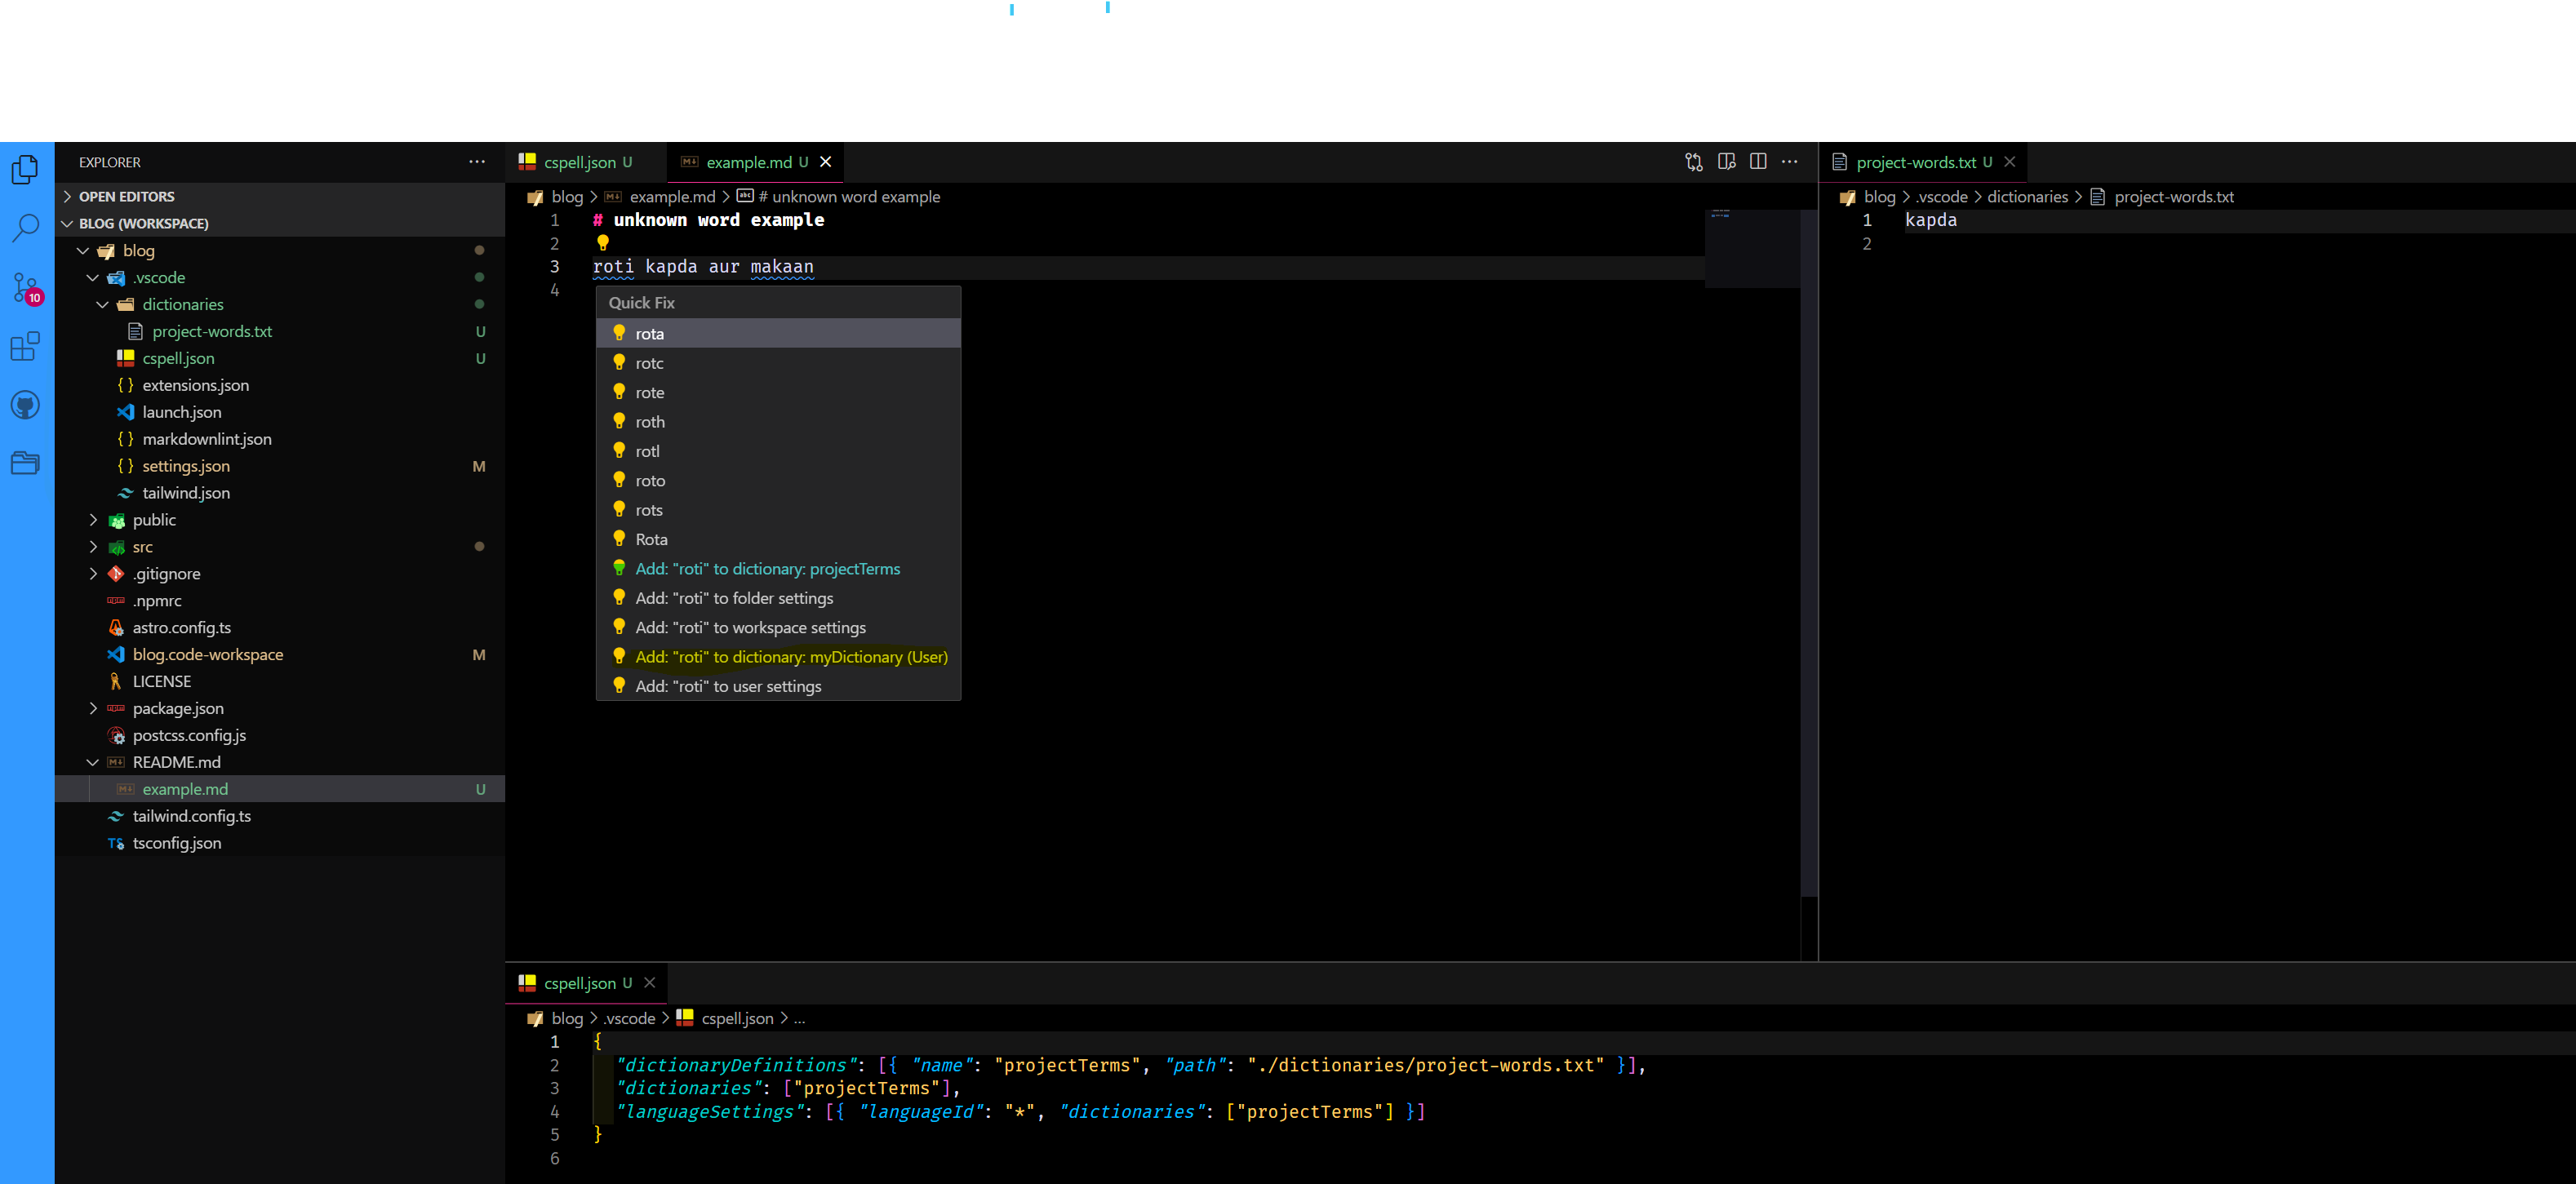 EXPLORER
OPEN EDITORS
BLOG (WORKSPACE)
blog
.vscode
dictionaries
project-words.txt U
cspell.json U
extensions.json
launch.json
markdownlint.json
settings.json M
tailwind.json
public
src
.gitignore
.npmrc
astro.config.ts
blog.code-workspace M
LICENSE
package.json
postcss.config.js
README.md
example.md U
tailwind.config.ts
tsconfig.json
10
cspell.json U example.md U
blog > example.md > # unknown word example
1 # unknown word example
2
3 roti kapda aur makaan
4
Quick Fix
rota
rotc
rote
roth
rotl
roto
rots
Rota
Add: "roti" to dictionary: projectTerms
Add: "roti" to folder settings
Add: "roti" to workspace settings
Add: "roti" to dictionary: myDictionary (User)
Add: "roti" to user settings
project-words.txt U
blog > .vscode > dictionaries > project-words.txt
1 kapda
2
cspell.json U
blog > .vscode > cspell.json > ...
1 {
2 "dictionaryDefinitions": [{ "name": "projectTerms", "path": "./dictionaries/project-words.txt" }],
3 "dictionaries": ["projectTerms"],
4 "languageSettings": [{ "languageId": "*", "dictionaries": ["projectTerms"] }]
5 }
6